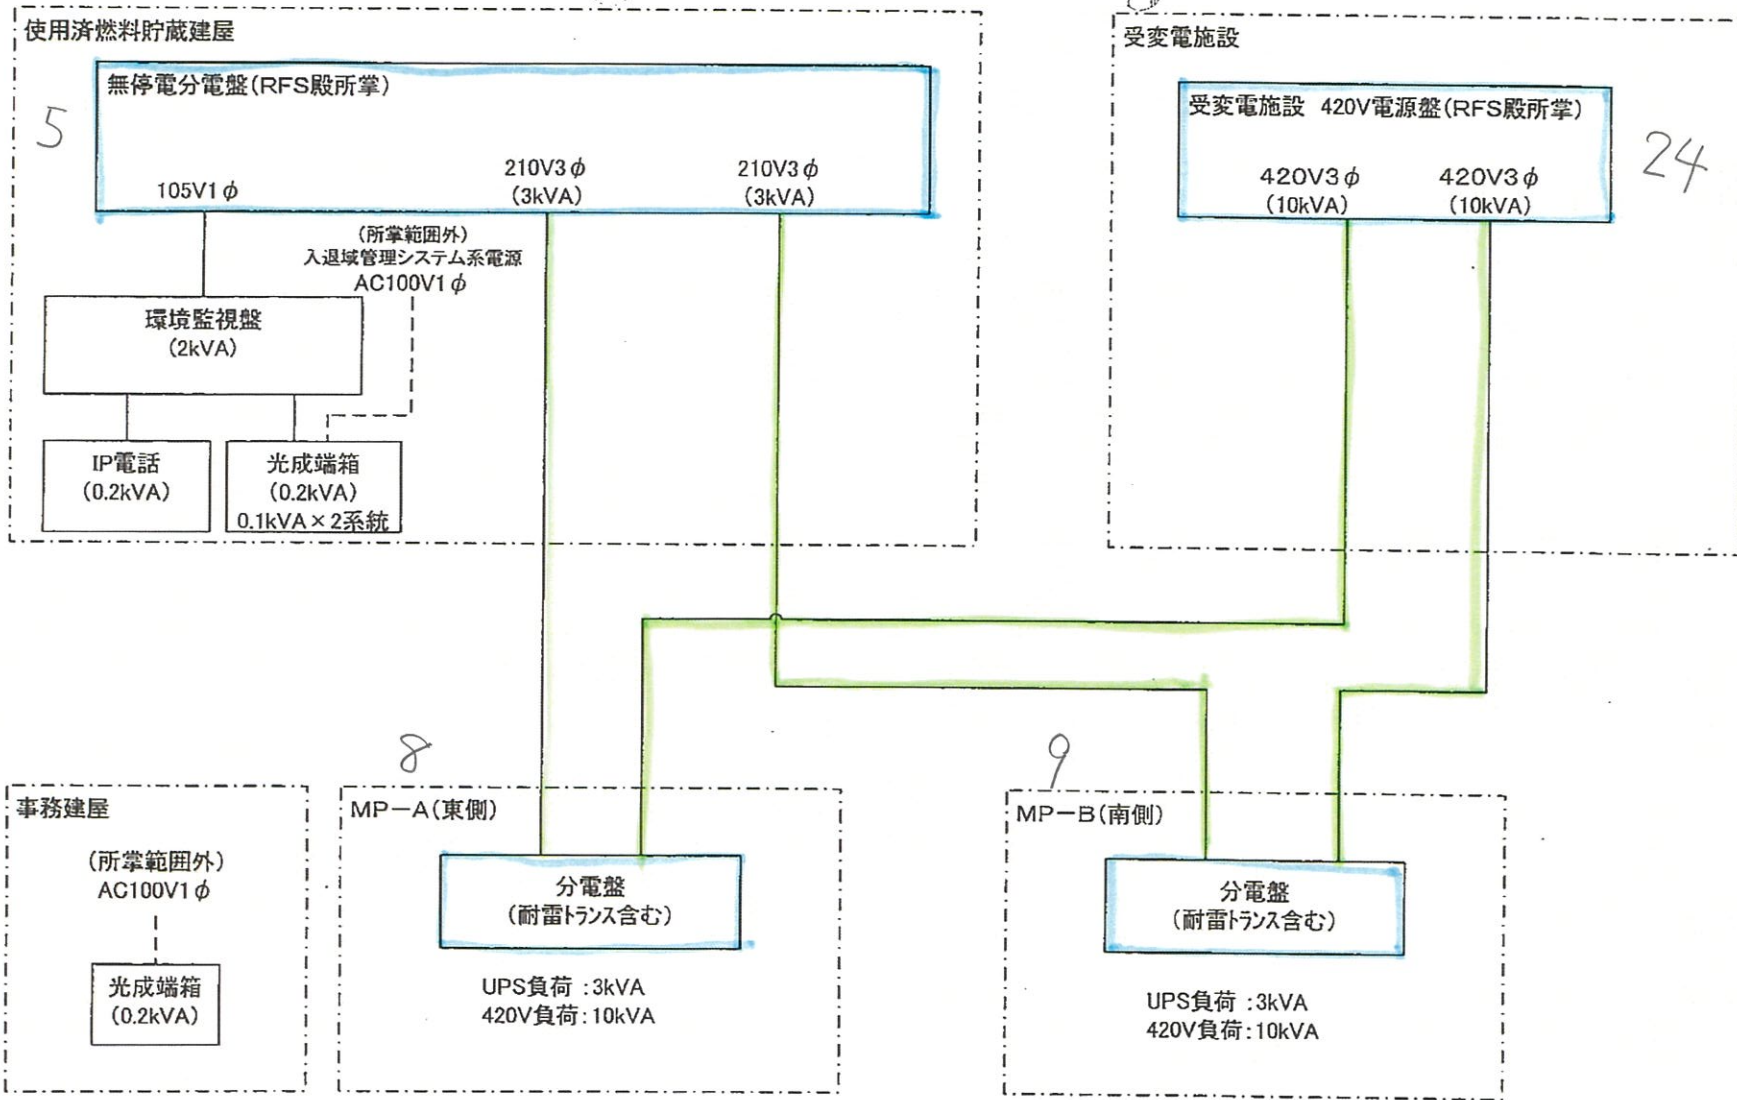 使用済燃料貯蔵建屋
無停電分電盤(RFS殿所掌)
5
105V1φ
210V3φ
(3kVA)
210V3φ
(3kVA)
(所掌範囲外)
入退域管理システム系電源
AC100V1φ
環境監視盤
(2kVA)
IP電話
(0.2kVA)
光成端箱
(0.2kVA)
0.1kVA×2系統
受変電施設
受変電施設 420V電源盤(RFS殿所掌)
24
420V3φ
(10kVA)
420V3φ
(10kVA)
事務建屋
(所掌範囲外)
AC100V1φ
光成端箱
(0.2kVA)
8
MP－A(東側)
分電盤
(耐雷トランス含む)
UPS負荷 :3kVA
420V負荷:10kVA
9
MP－B(南側)
分電盤
(耐雷トランス含む)
UPS負荷 :3kVA
420V負荷:10kVA